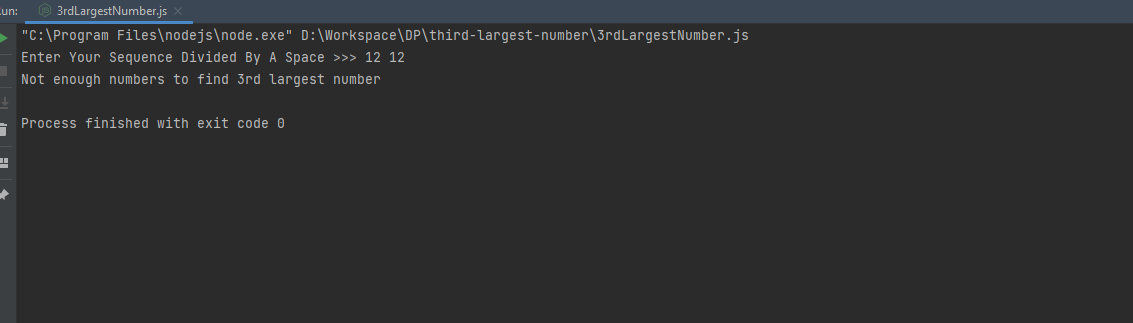 Run: 3rdLargestNumber.js
"C:\Program Files\nodejs\node.exe" D:\Workspace\DP\third-largest-number\3rdLargestNumber.js
Enter Your Sequence Divided By A Space >>> 12 12
Not enough numbers to find 3rd largest number
Process finished with exit code 0